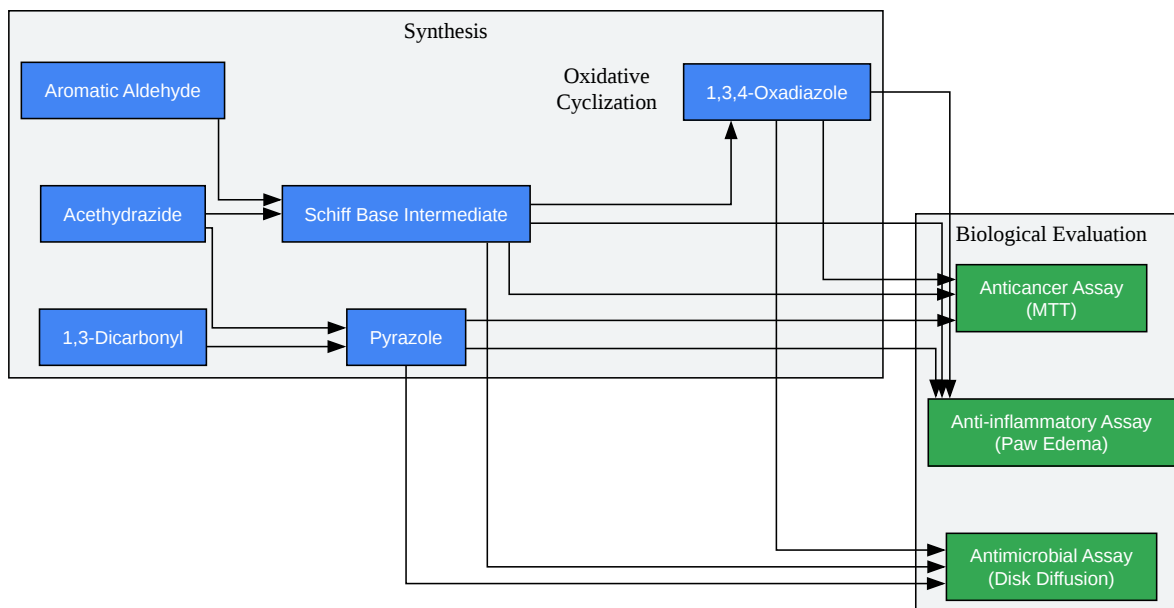 Synthesis
Aromatic Aldehyde
Oxidative
Cyclization
1,3,4-Oxadiazole
Acethydrazide
Schiff Base Intermediate
1,3-Dicarbonyl
Pyrazole
Biological Evaluation
Anticancer Assay
(MTT)
Anti-inflammatory Assay
(Paw Edema)
Antimicrobial Assay
(Disk Diffusion)